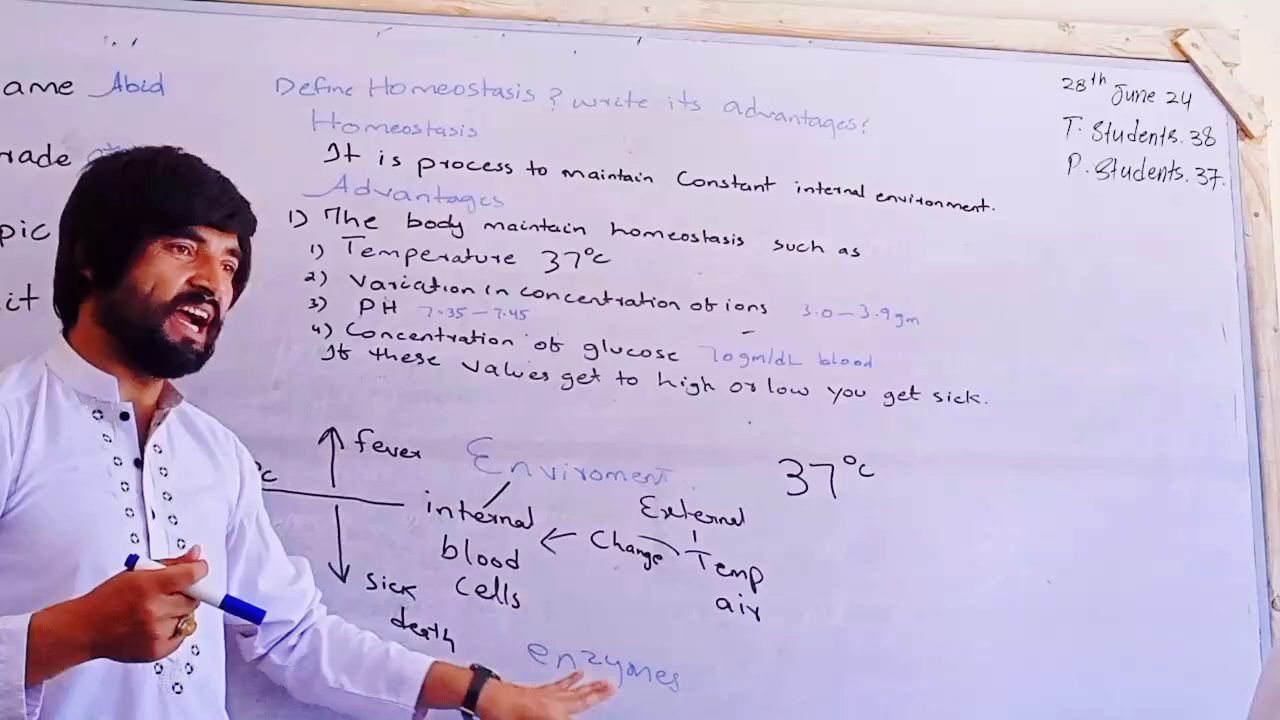 ame Abid
rade
pic
it
Define Homeostasis? write its advantages!
Homeostasis
It is process to maintain Constant internal environment.
Advantages
1) The body maintain homeostasis such as
1) Temperature 37°c
2) Variation in concentration of ions 3.0-3.9gm
3) PH 7.35-7.45
4) Concentration of glucose 70gm/dL blood
If these values get to high or low you get sick.
28th June 24
T. Students. 38
P. Students. 37.
°c
fever
sick
death
Enviroment
internal
blood
cells
Change
External
Temp
air
37°c
enzymes